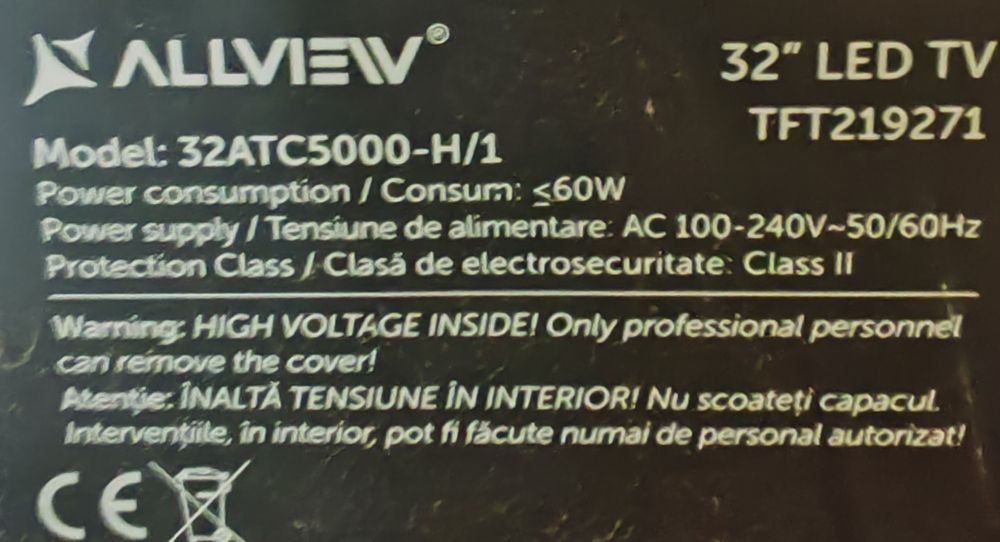 ALLVIEW®
32" LED TV
TFT219271
Model: 32ATC5000-H/1
Power consumption / Consum: ≤60W
Power supply / Tensiune de alimentare: AC 100-240V~50/60Hz
Protection Class / Clasă de electrosecuritate: Class II
Warning: HIGH VOLTAGE INSIDE! Only professional personnel
can remove the cover!
Atenție: ÎNALTĂ TENSIUNE ÎN INTERIOR! Nu scoateți capacul.
Intervențiile, în interior, pot fi făcute numai de personal autorizat!
CE